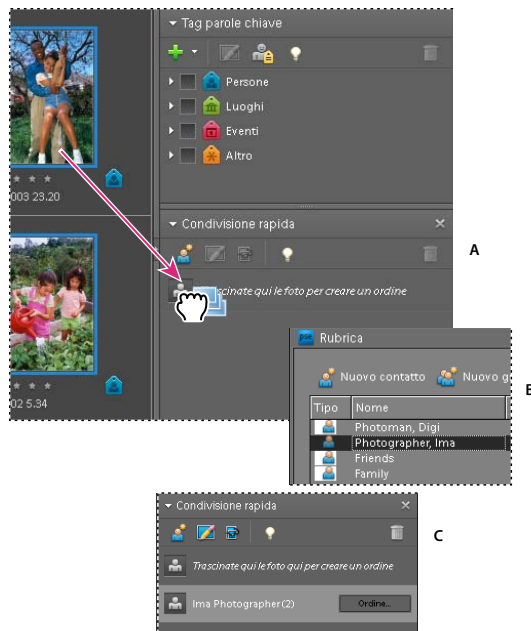 Tag parole chiave
Persone
Luoghi
Eventi
Altro
003 23.20
Condivisione rapida
A
qui le foto per creare un ordine
02 5.34
Rubrica
Nuovo contatto Nuovo g
B
Tipo Nome
Photoman, Digi
Photographer, Ima
Friends
Family
Condivisione rapida
C
Trascinate qui le foto qui per creare un ordine
Ima Photographer(2) Ordine...